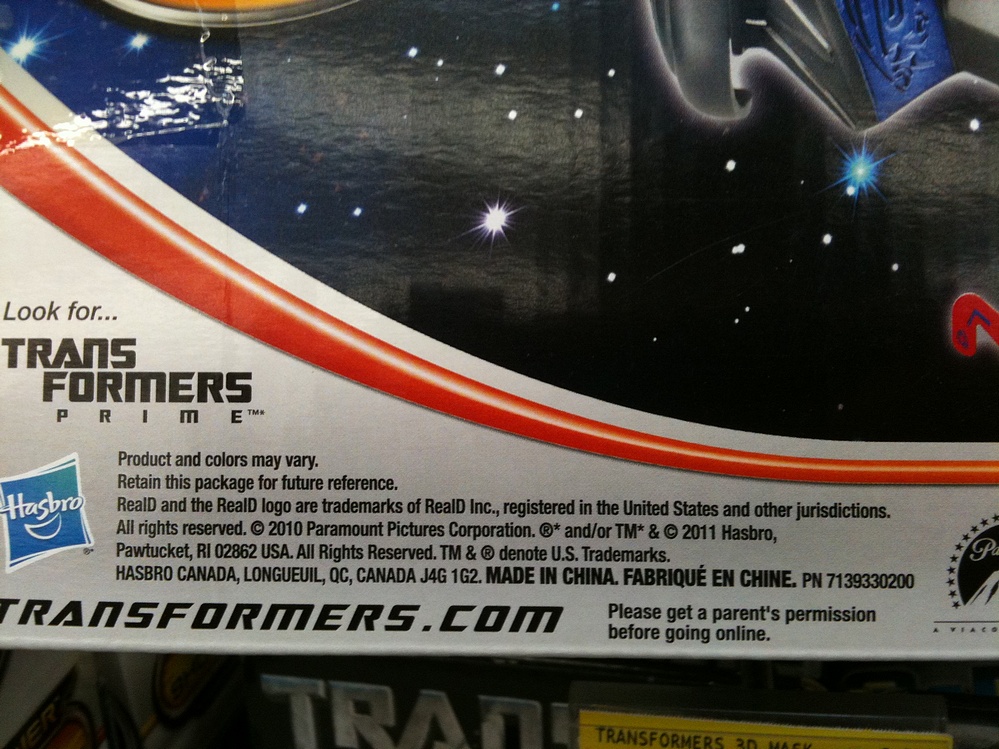 Look for...
TRANS
FORMERS
PRIME™*
Hasbro
®*
Product and colors may vary.
Retain this package for future reference.
RealD and the RealD logo are trademarks of RealD Inc., registered in the United States and other jurisdictions.
All rights reserved. © 2010 Paramount Pictures Corporation. ®* and/or TM* & © 2011 Hasbro,
Pawtucket, RI 02862 USA. All Rights Reserved. TM & ® denote U.S. Trademarks.
HASBRO CANADA, LONGUEUIL, QC, CANADA J4G 1G2. MADE IN CHINA. FABRIQUÉ EN CHINE. PN 7139330200
TRANSFORMERS.COM
Please get a parent's permission
before going online.
A VIACO
TRAN
TRANSFORMERS 3D MASK